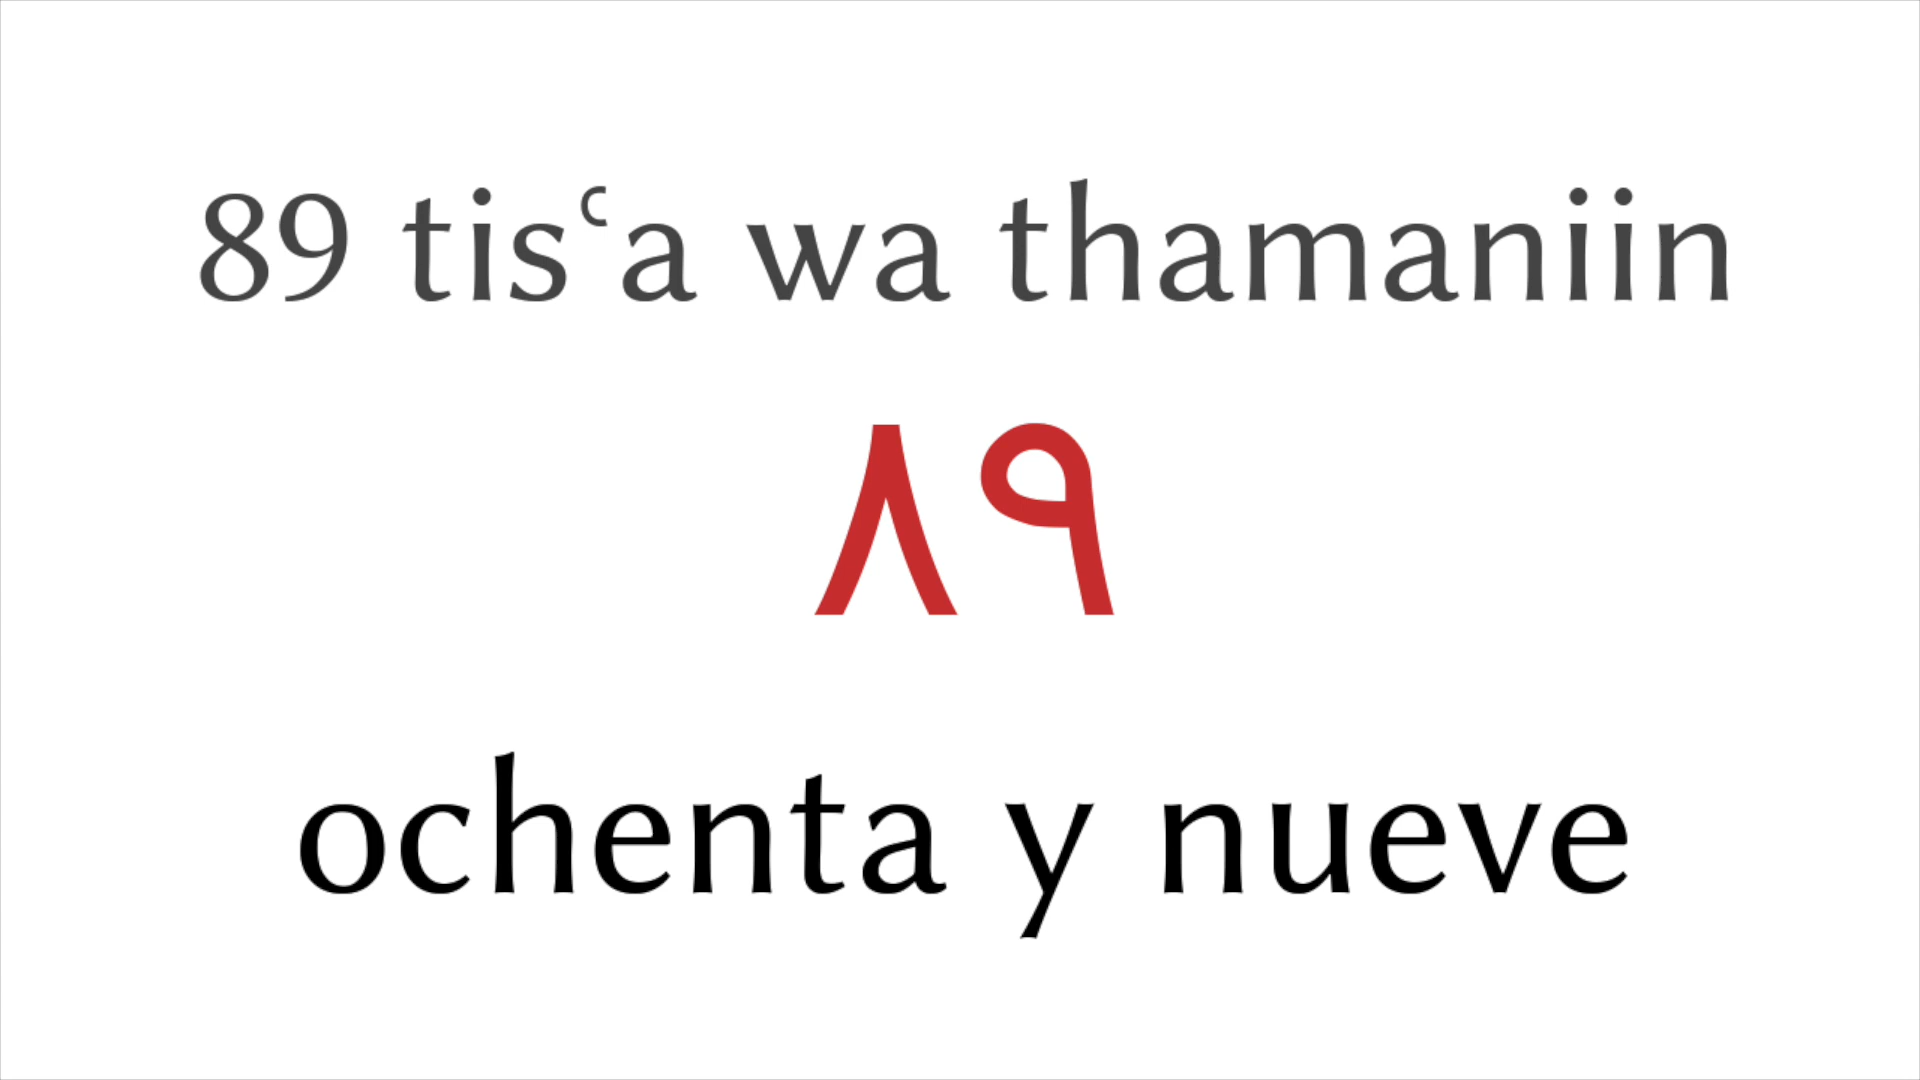 89 tisʿa wa thamaniin
٨٩
ochenta y nueve